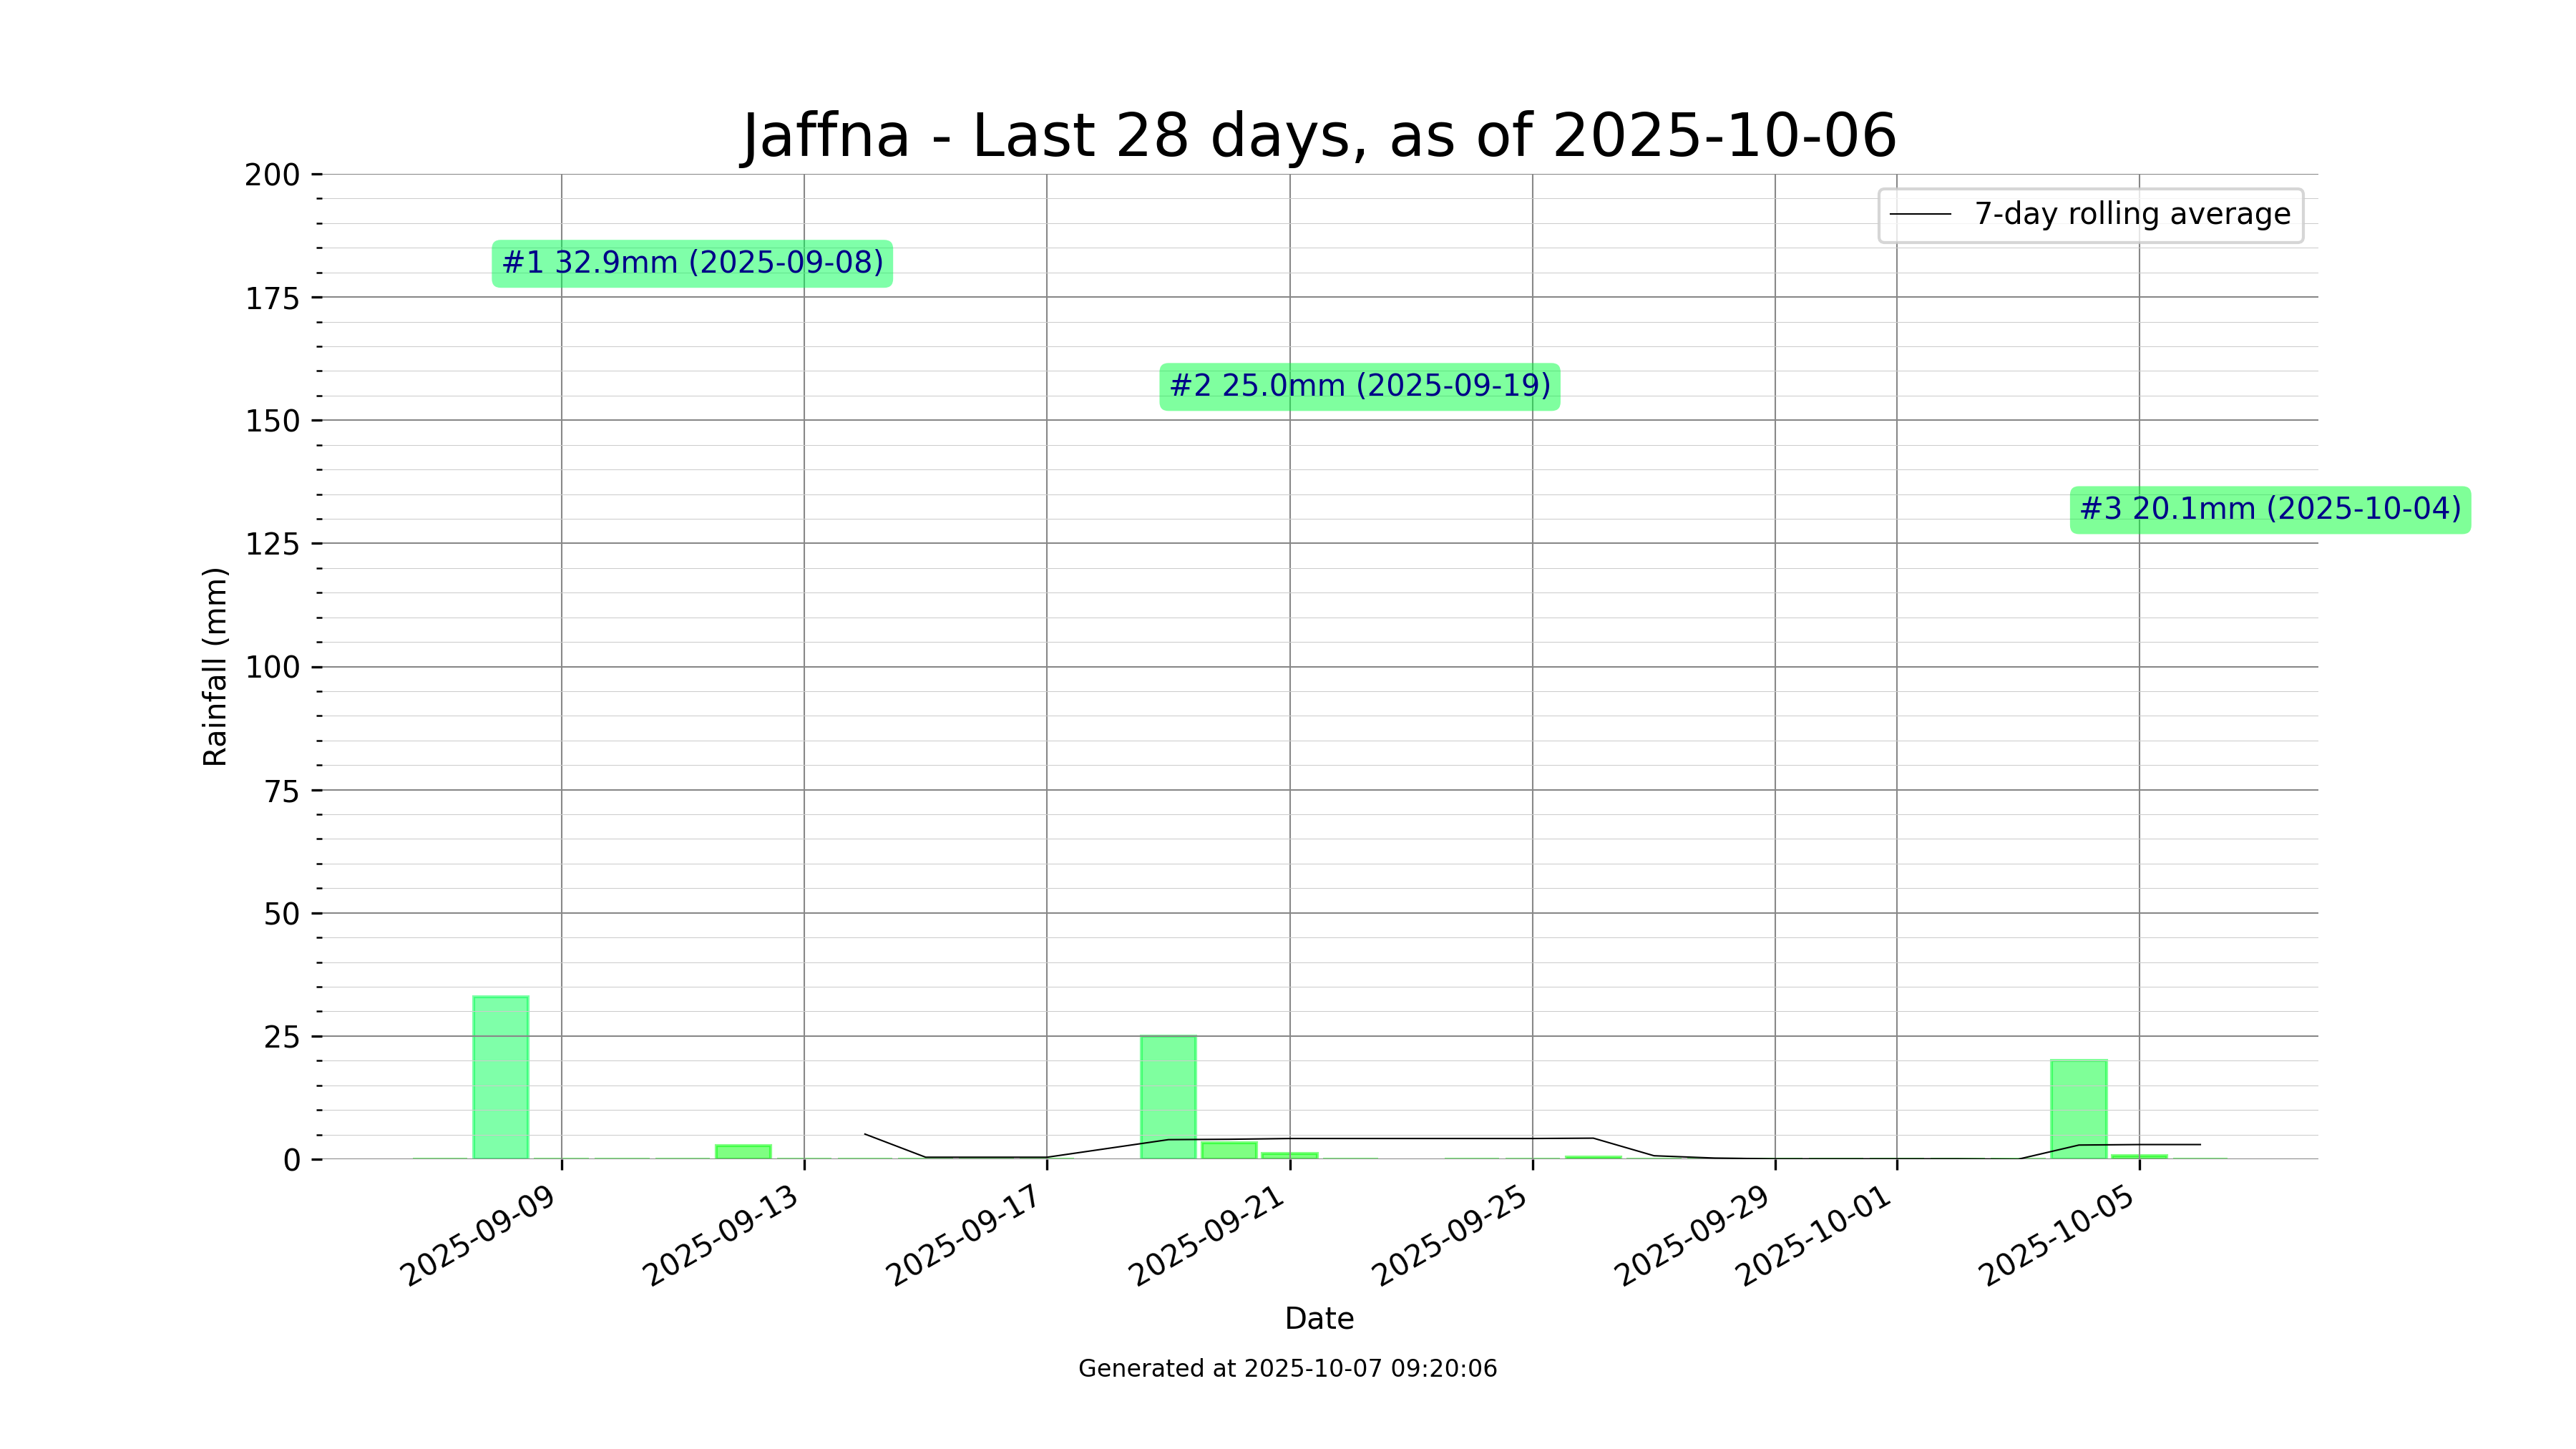 Jaffna - Last 28 days, as of 2025-10-06
200
175
150
125
100
75
50
25
0
Rainfall (mm)
7-day rolling average
#1 32.9mm (2025-09-08)
#2 25.0mm (2025-09-19)
#3 20.1mm (2025-10-04)
2025-09-09
2025-09-13
2025-09-17
2025-09-21
2025-09-25
2025-09-29
2025-10-01
2025-10-05
Date
Generated at 2025-10-07 09:20:06